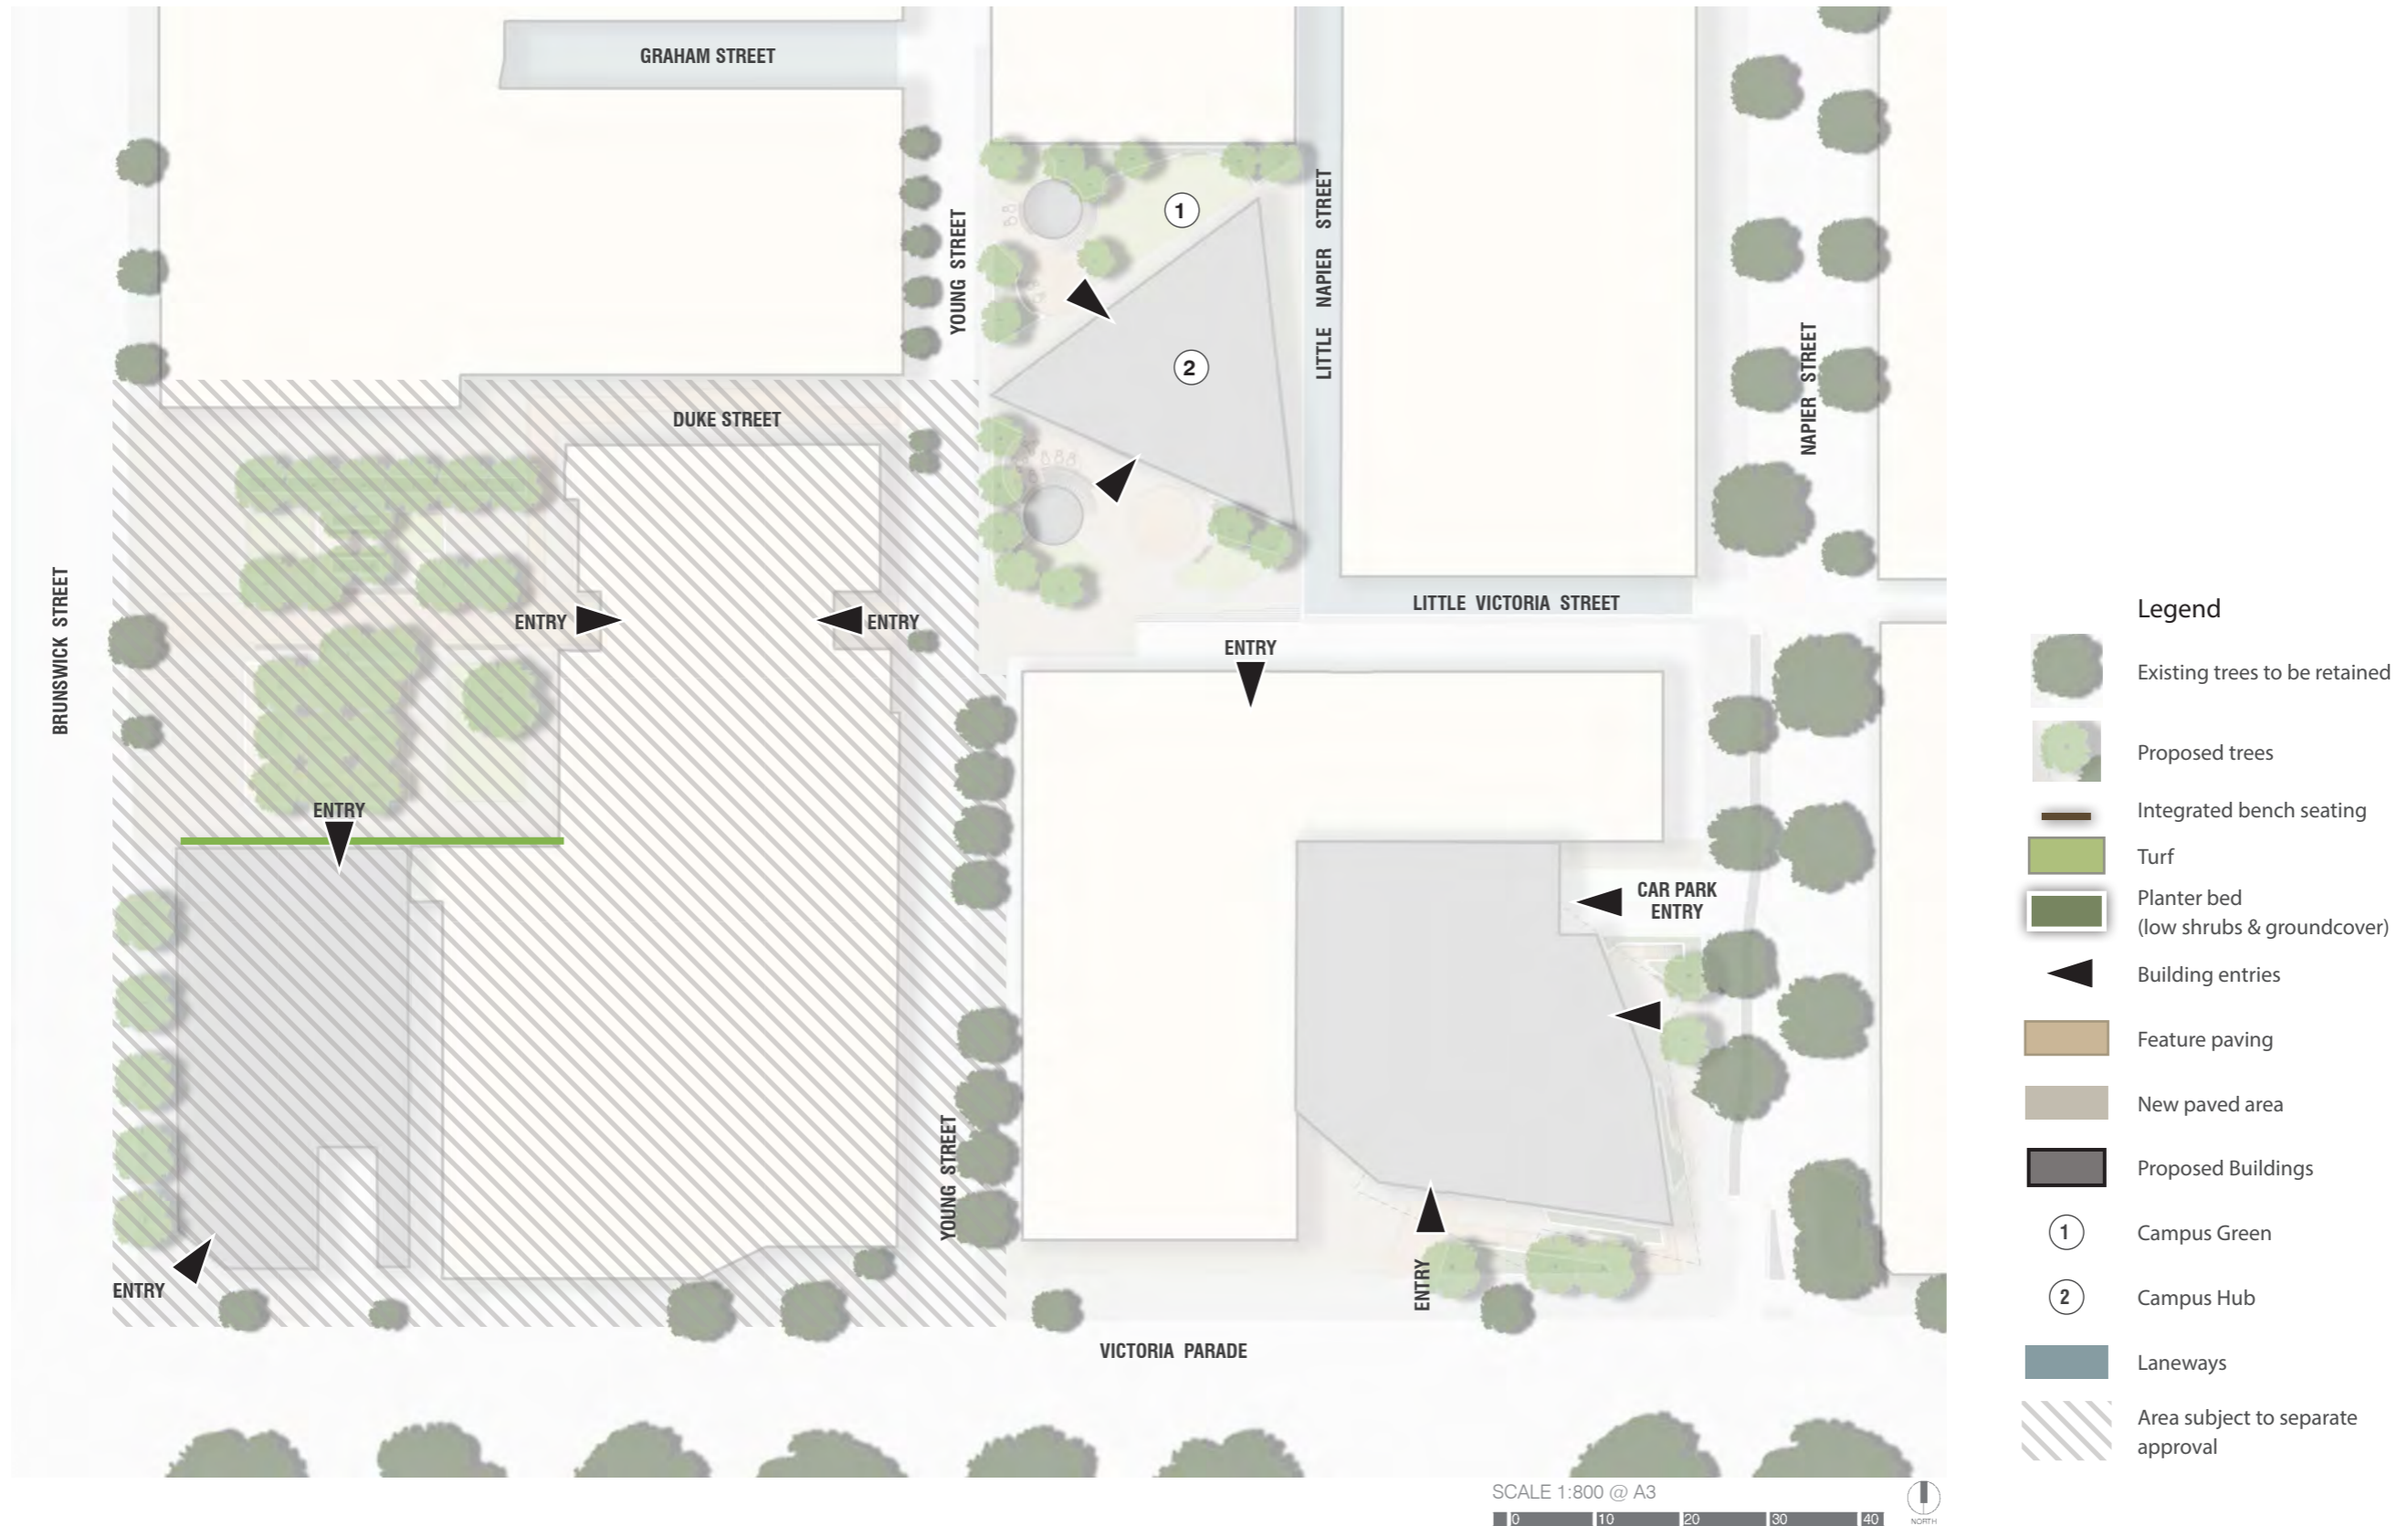 GRAHAM STREET
YOUNG STREET
LITTLE NAPIER STREET
1
2
NAPIER STREET
DUKE STREET
BRUNSWICK STREET
ENTRY
ENTRY
LITTLE VICTORIA STREET
ENTRY
ENTRY
CAR PARK
ENTRY
YOUNG STREET
ENTRY
ENTRY
VICTORIA PARADE
Legend
Existing trees to be retained
Proposed trees
Integrated bench seating
Turf
Planter bed
(low shrubs & groundcover)
Building entries
Feature paving
New paved area
Proposed Buildings
1 Campus Green
2 Campus Hub
Laneways
Area subject to separate
approval
SCALE 1:800 @ A3
0 10 20 30 40
NORTH